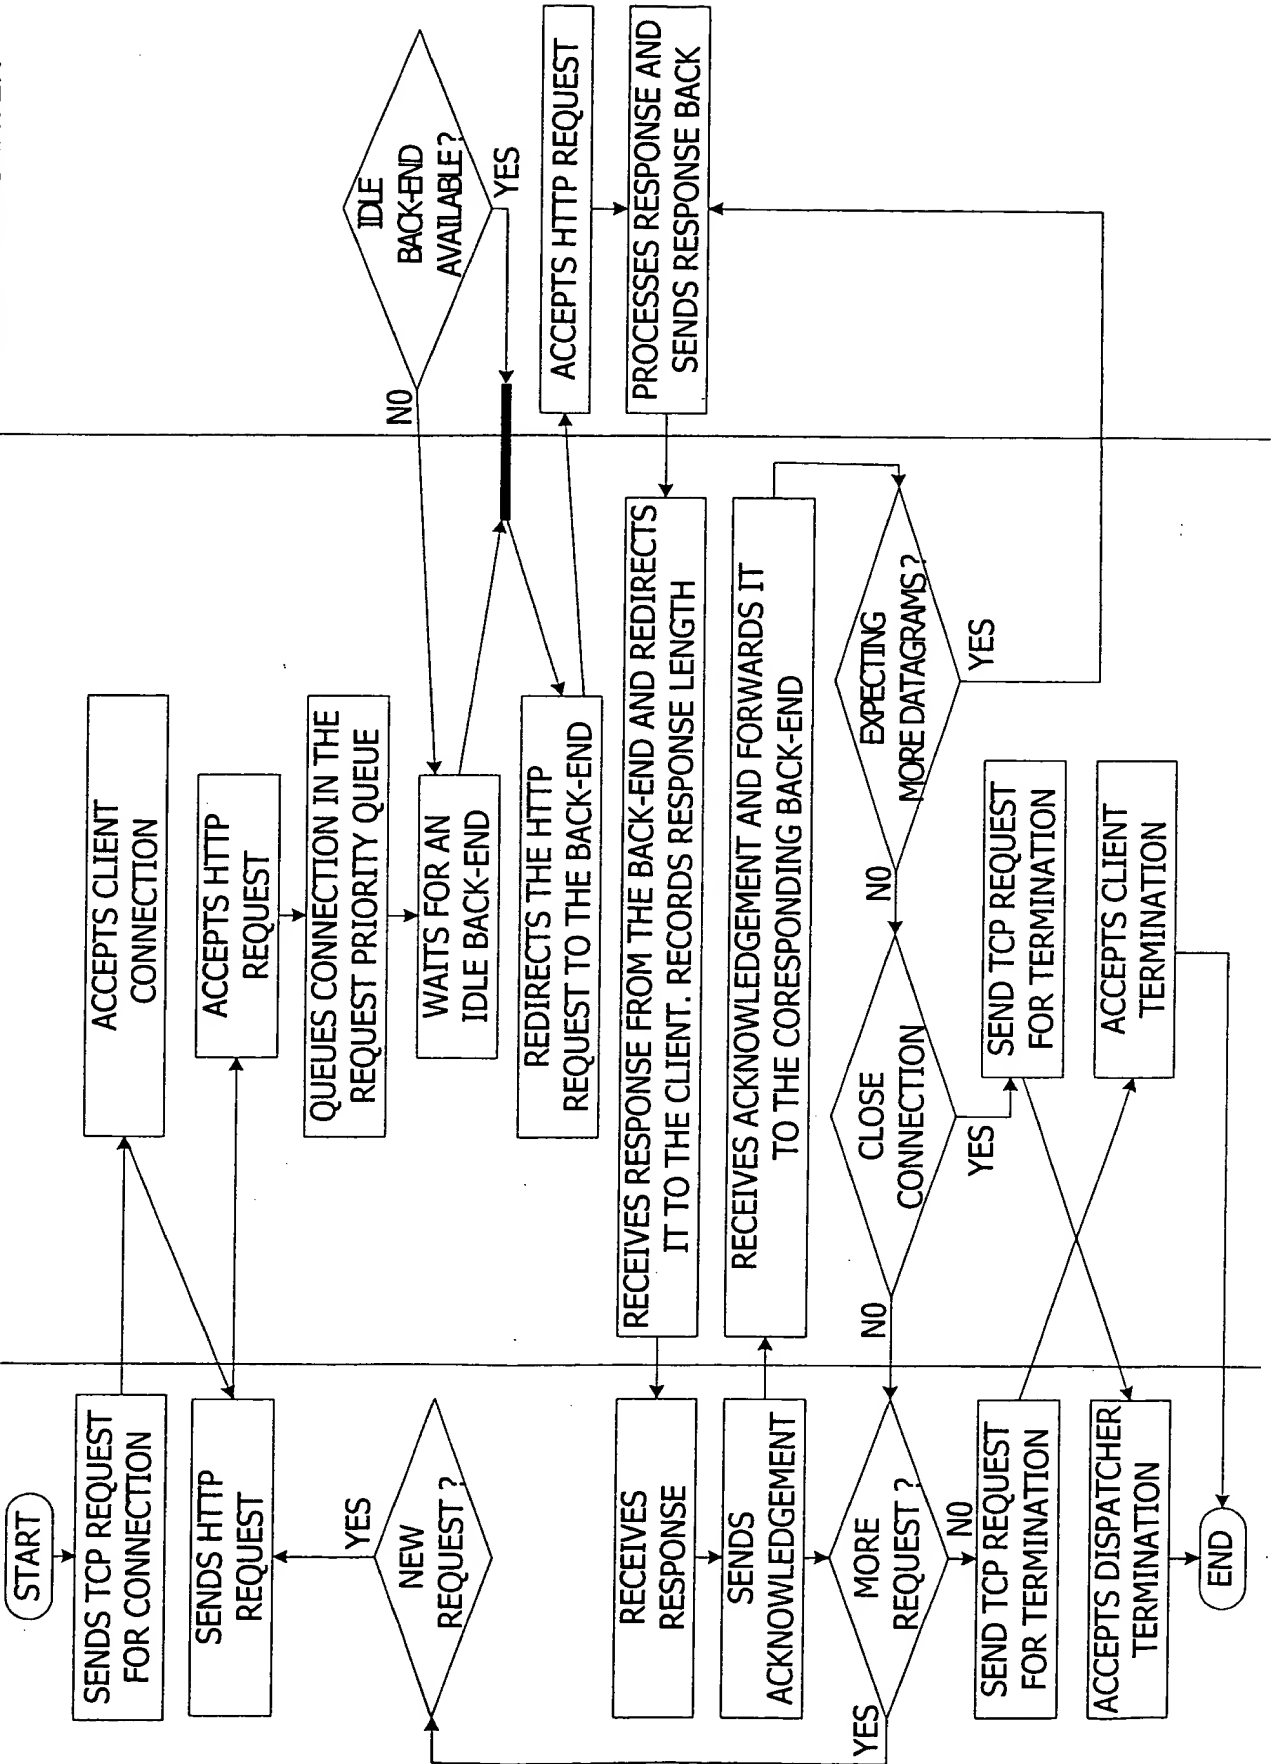 START
SENDS TCP REQUEST
FOR CONNECTION
SENDS HTTP
REQUEST
YES
NEW
REQUEST ?
RECEIVES
RESPONSE
SENDS
ACKNOWLEDGEMENT
MORE
REQUEST ?
YES
NO
SEND TCP REQUEST
FOR TERMINATION
ACCEPTS DISPATCHER
TERMINATION
END
ACCEPTS CLIENT
CONNECTION
ACCEPTS HTTP
REQUEST
QUEUES CONNECTION IN THE
REQUEST PRIORITY QUEUE
WAITS FOR AN
IDLE BACK-END
REDIRECTS THE HTTP
REQUEST TO THE BACK-END
RECEIVES RESPONSE FROM THE BACK-END AND REDIRECTS
IT TO THE CLIENT. RECORDS RESPONSE LENGTH
RECEIVES ACKNOWLEDGEMENT AND FORWARDS IT
TO THE CORESPONDING BACK-END
EXPECTING
MORE DATAGRAMS ?
YES
NO
CLOSE
CONNECTION
YES
NO
SEND TCP REQUEST
FOR TERMINATION
ACCEPTS CLIENT
TERMINATION
IDLE
BACK-END
AVAILABLE ?
NO
YES
ACCEPTS HTTP REQUEST
PROCESSES RESPONSE AND
SENDS RESPONSE BACK